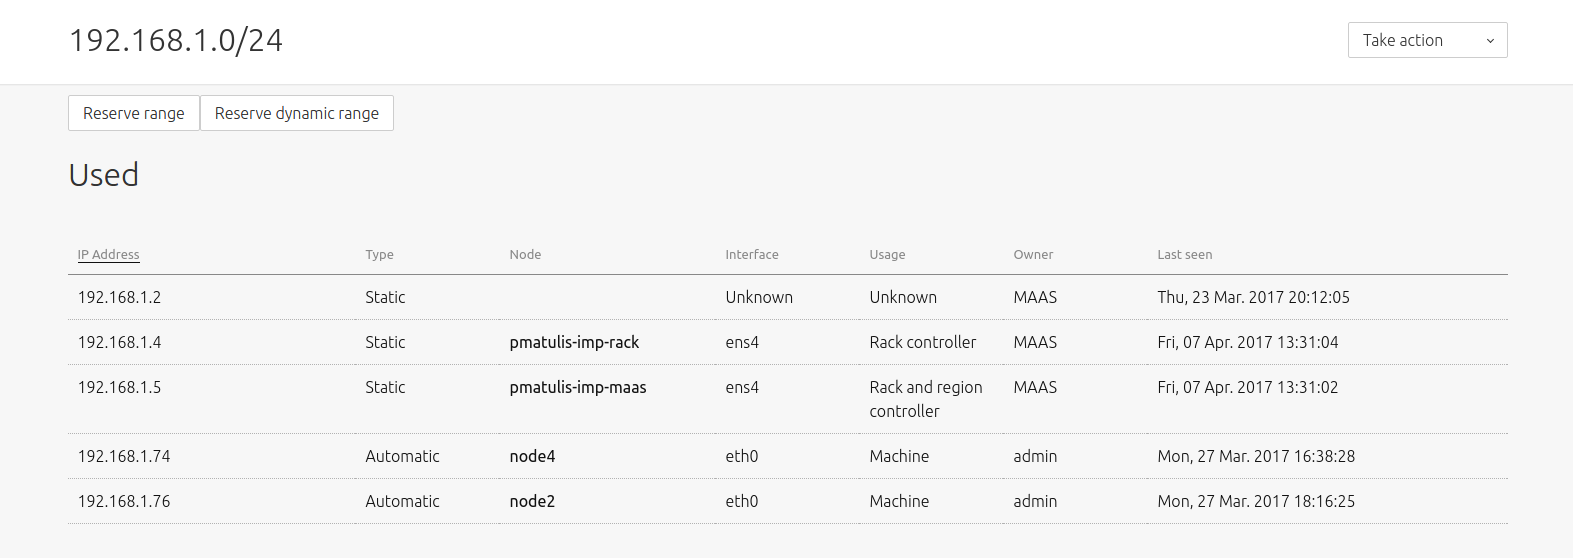 192.168.1.0/24
Take action
Reserve range Reserve dynamic range
Used
IP Address Type Node Interface Usage Owner Last seen
192.168.1.2 Static Unknown Unknown MAAS Thu, 23 Mar. 2017 20:12:05
192.168.1.4 Static pmatulis-imp-rack ens4 Rack controller MAAS Fri, 07 Apr. 2017 13:31:04
192.168.1.5 Static pmatulis-imp-maas ens4 Rack and region MAAS Fri, 07 Apr. 2017 13:31:02
controller
192.168.1.74 Automatic node4 eth0 Machine admin Mon, 27 Mar. 2017 16:38:28
192.168.1.76 Automatic node2 eth0 Machine admin Mon, 27 Mar. 2017 18:16:25